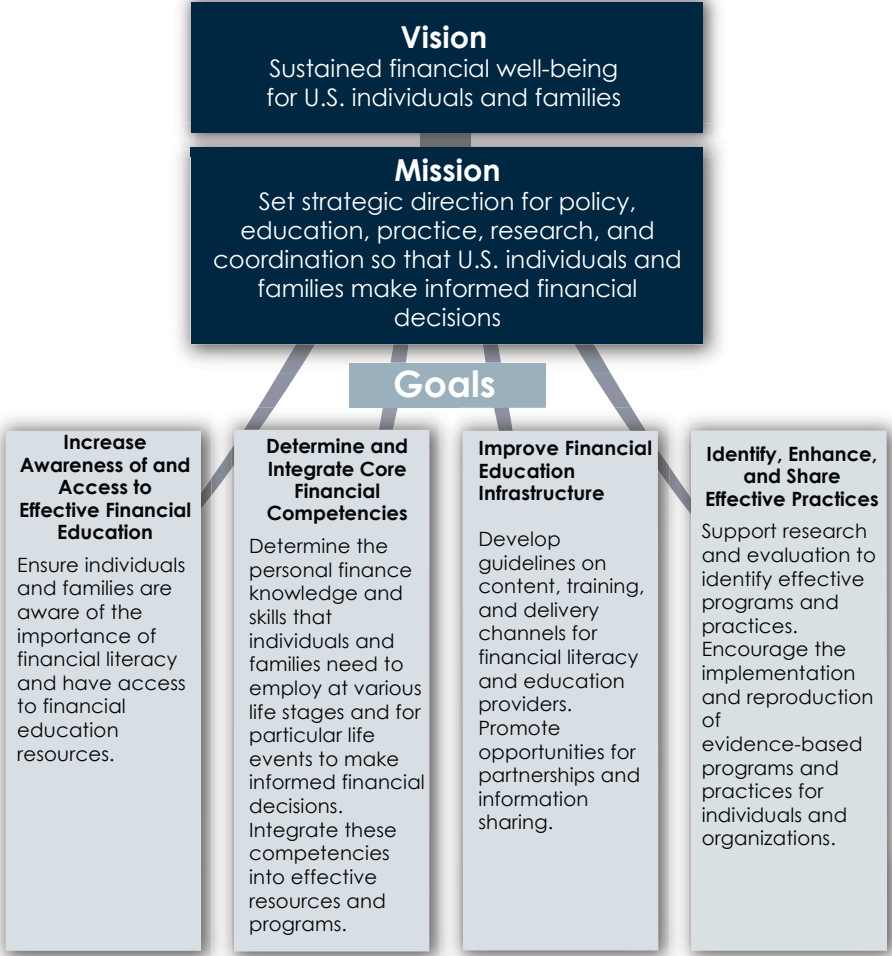 Vision
Sustained financial well-being
for U.S. individuals and families
Mission
Set strategic direction for policy,
education, practice, research, and
coordination so that U.S. individuals and
families make informed financial
decisions
Goals
Increase
Awareness of and
Access to
Effective Financial
Education
Ensure individuals
and families are
aware of the
importance of
financial literacy
and have access
to financial
education
resources.
Determine and
Integrate Core
Financial
Competencies
Determine the
personal finance
knowledge and
skills that
individuals and
families need to
employ at various
life stages and for
particular life
events to make
informed financial
decisions.
Integrate these
competencies
into effective
resources and
programs.
Improve Financial
Education
Infrastructure
Develop
guidelines on
content, training,
and delivery
channels for
financial literacy
and education
providers.
Promote
opportunities for
partnerships and
information
sharing.
Identify, Enhance,
and Share
Effective Practices
Support research
and evaluation to
identify effective
programs and
practices.
Encourage the
implementation
and reproduction
of
evidence-based
programs and
practices for
individuals and
organizations.